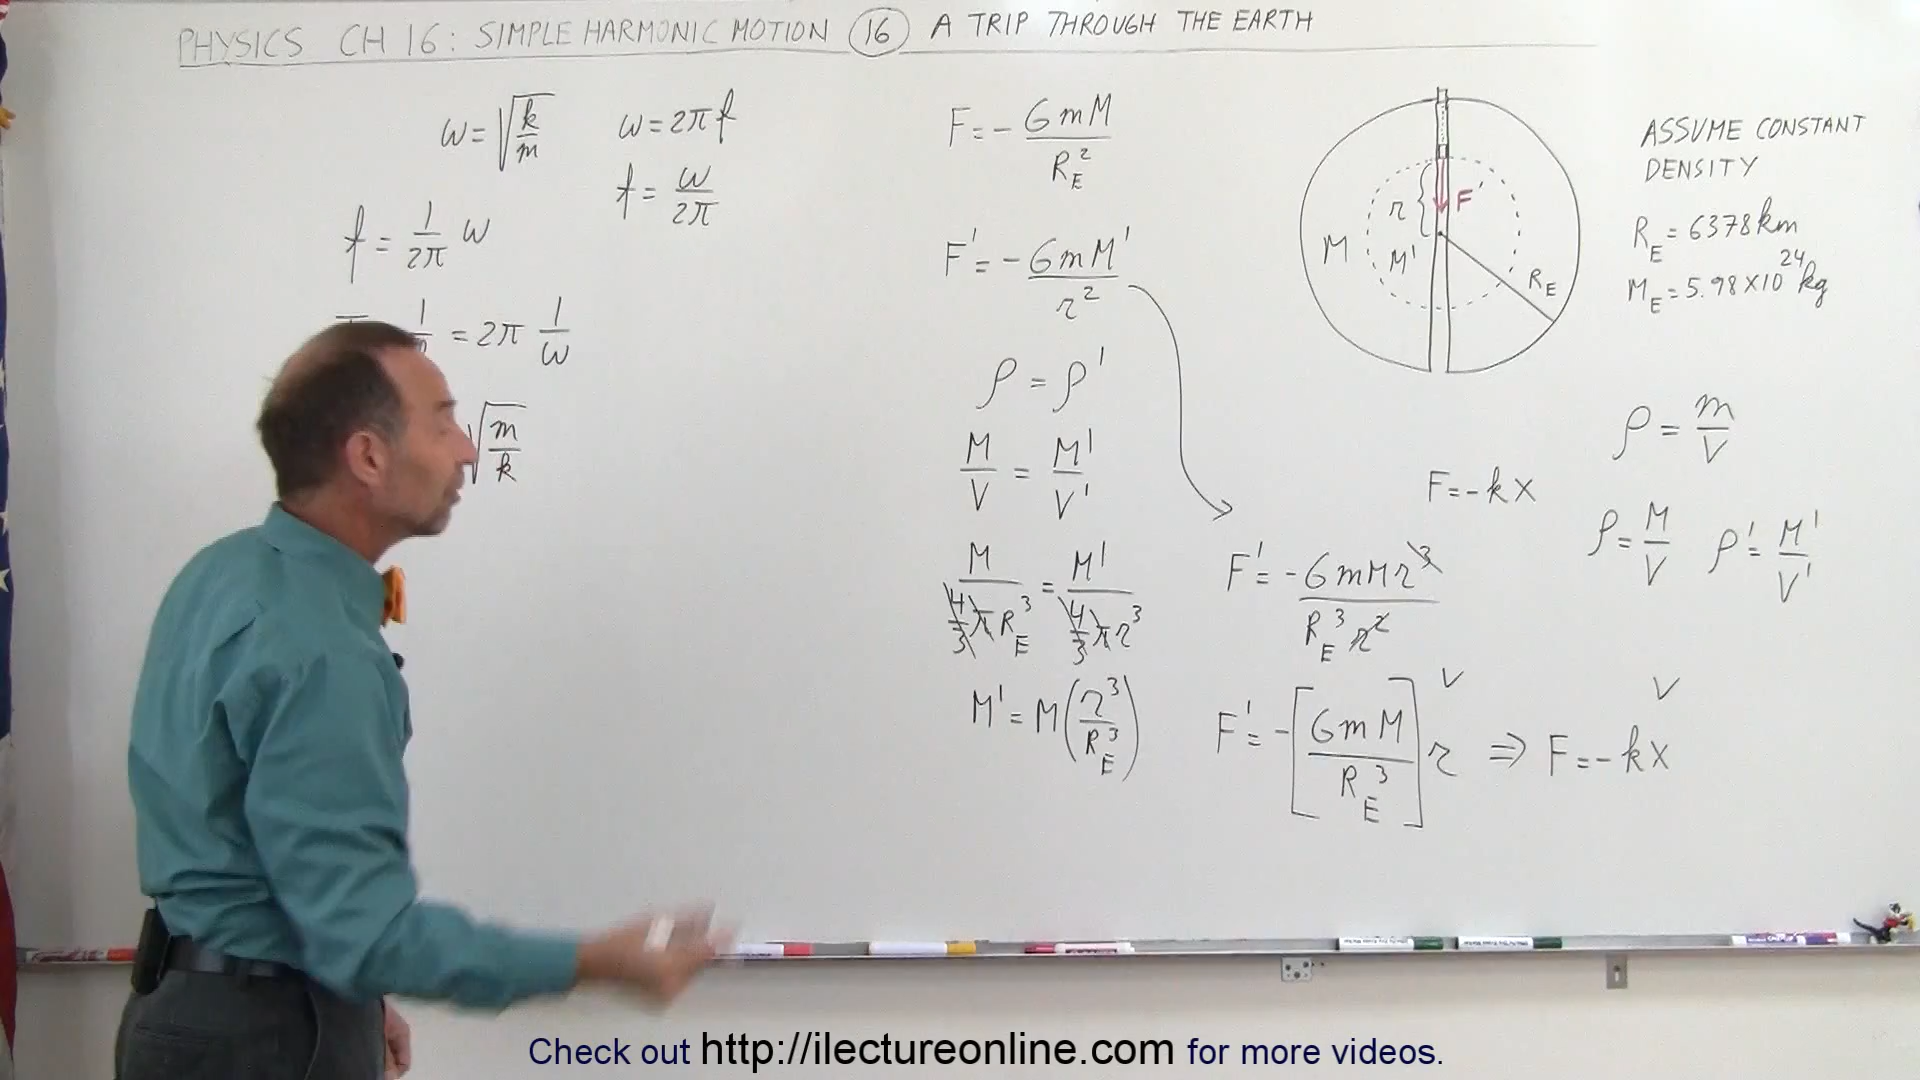 PHYSICS CH 16: SIMPLE HARMONIC MOTION 16 A TRIP THROUGH THE EARTH
ω = √(k/m)
ω = 2πf
f = ω/2π
f = 1/2π ω
= 2π 1/ω
√(m/k)
F = - GmM/R_E²
F' = - GmM'/r²
ρ = ρ'
M/V = M'/V'
M/(4/3 π R_E³) = M'/(4/3 π r³)
M' = M(r³/R_E³)
F' = - GmMr³/(R_E³ r²)
F' = - [GmM/R_E³] r ⇒ F = -kx
F = -kx
M
M'
r
F'
R_E
ASSUME CONSTANT
DENSITY
R_E = 6378 km
M_E = 5.98 × 10²⁴ kg
ρ = m/V
ρ = M/V ρ' = M'/V'
Check out http://ilectureonline.com for more videos.